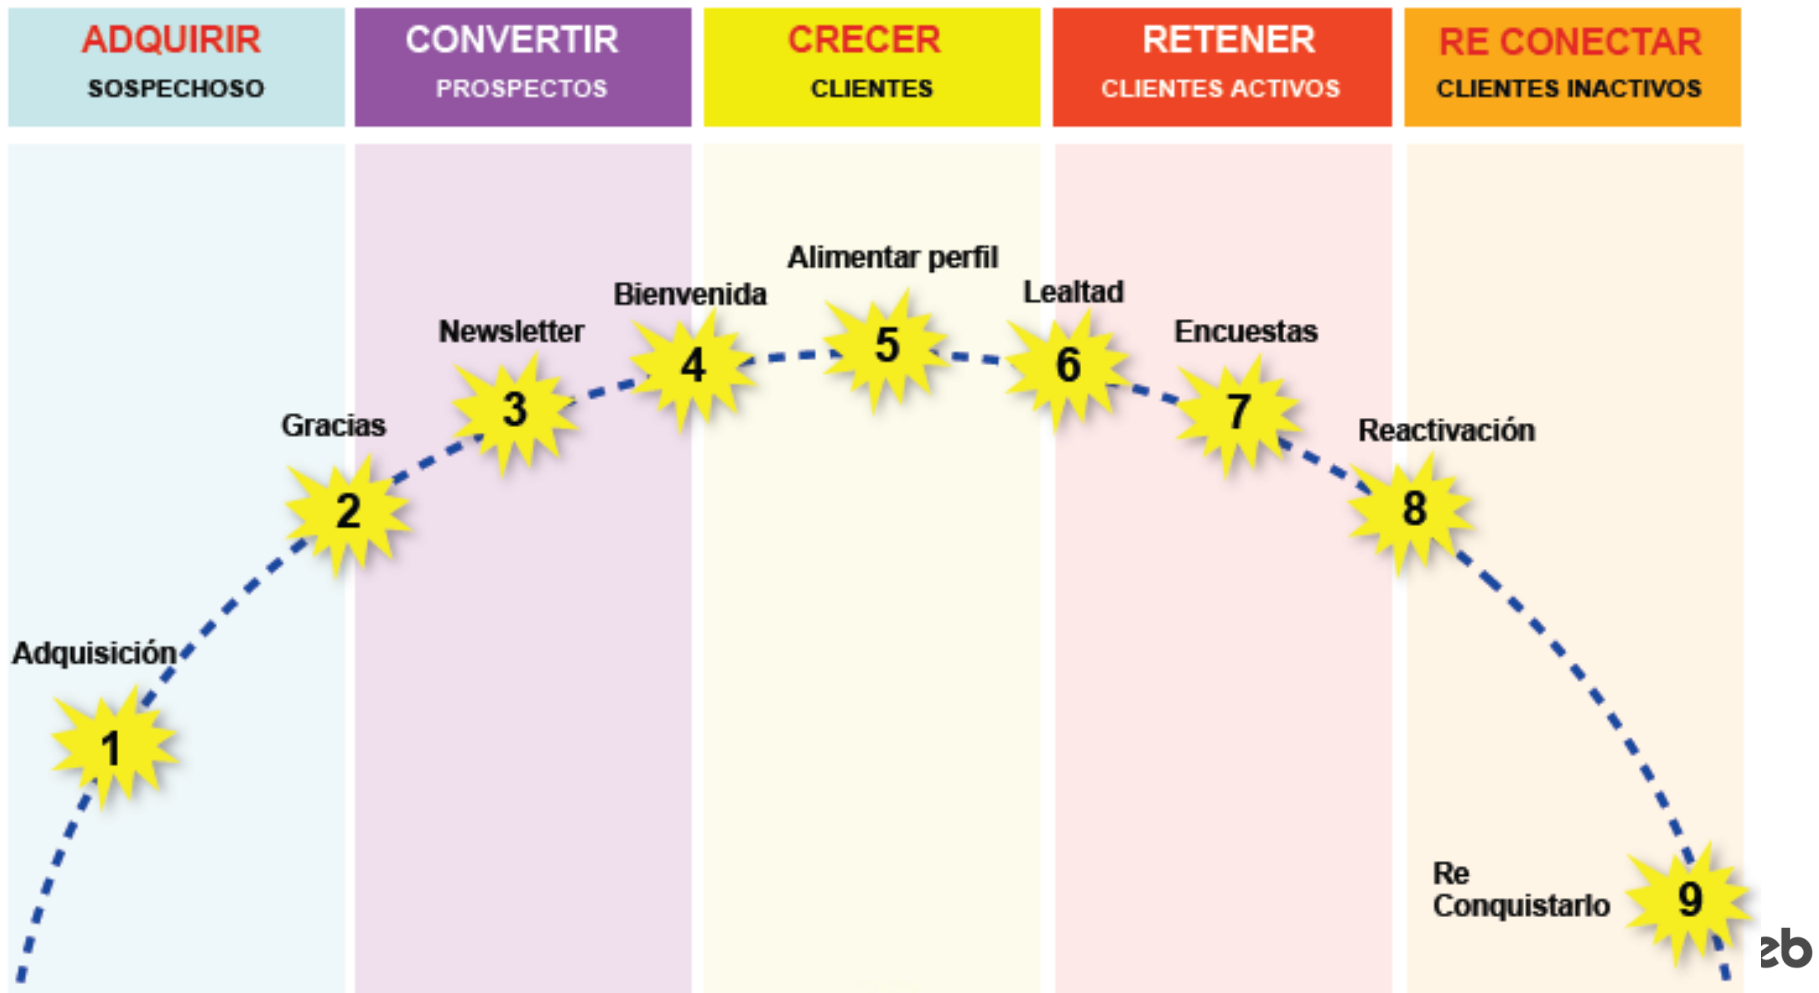 ADQUIRIR
SOSPECHOSO
CONVERTIR
PROSPECTOS
CRECER
CLIENTES
RETENER
CLIENTES ACTIVOS
RE CONECTAR
CLIENTES INACTIVOS
Adquisición
1
Gracias
2
Newsletter
3
Bienvenida
4
Alimentar perfil
5
Lealtad
6
Encuestas
7
Reactivación
8
Re
Conquistarlo
9
eb